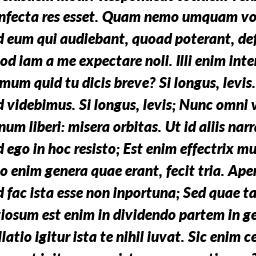 nfecta res esset. Quam nemo umquam vo
d eum qui audiebant, quoad poterant, def
od iam a me expectare noli. Illi enim inter
mum quid tu dicis breve? Si longus, levis.
d videbimus. Si longus, levis; Nunc omni v
num liberi: misera orbitas. Ut id aliis narr
d ego in hoc resisto; Est enim effectrix mu
o enim genera quae erant, fecit tria. Aper
d fac ista esse non inportuna; Sed quae ta
iosum est enim in dividendo partem in ge
llatio igitur ista te nihil iuvat. Sic enim ce